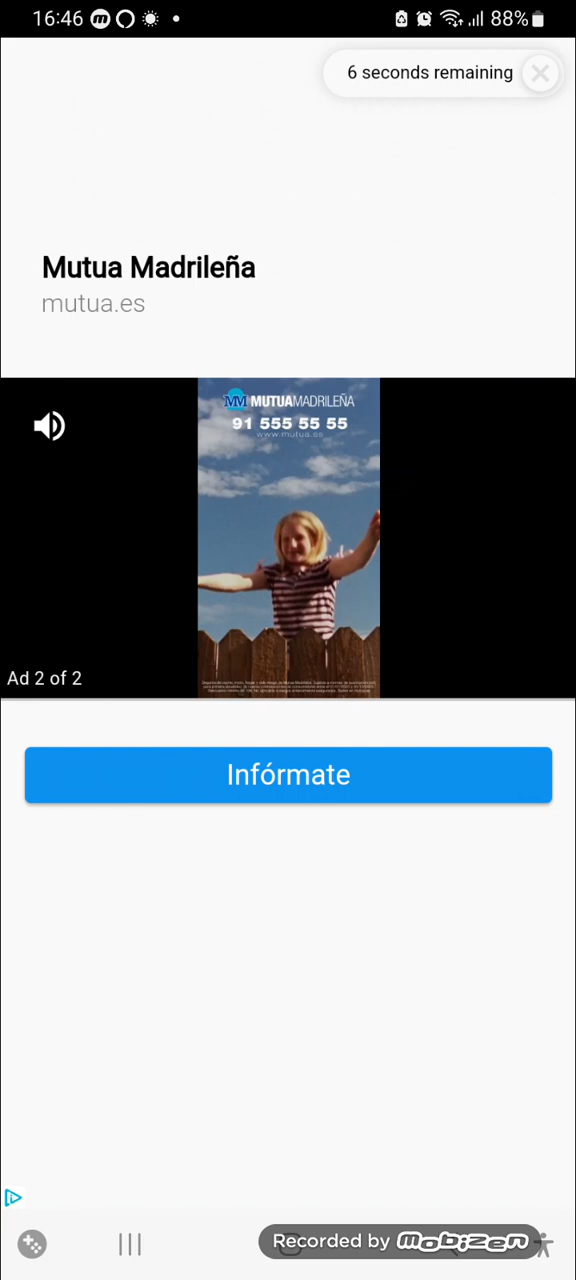 16:46
88%
6 seconds remaining
Mutua Madrileña
mutua.es
MM MUTUAMADRILEÑA
91 555 55 55
www.mutua.es
Ad 2 of 2
Infórmate
Recorded by mobizen